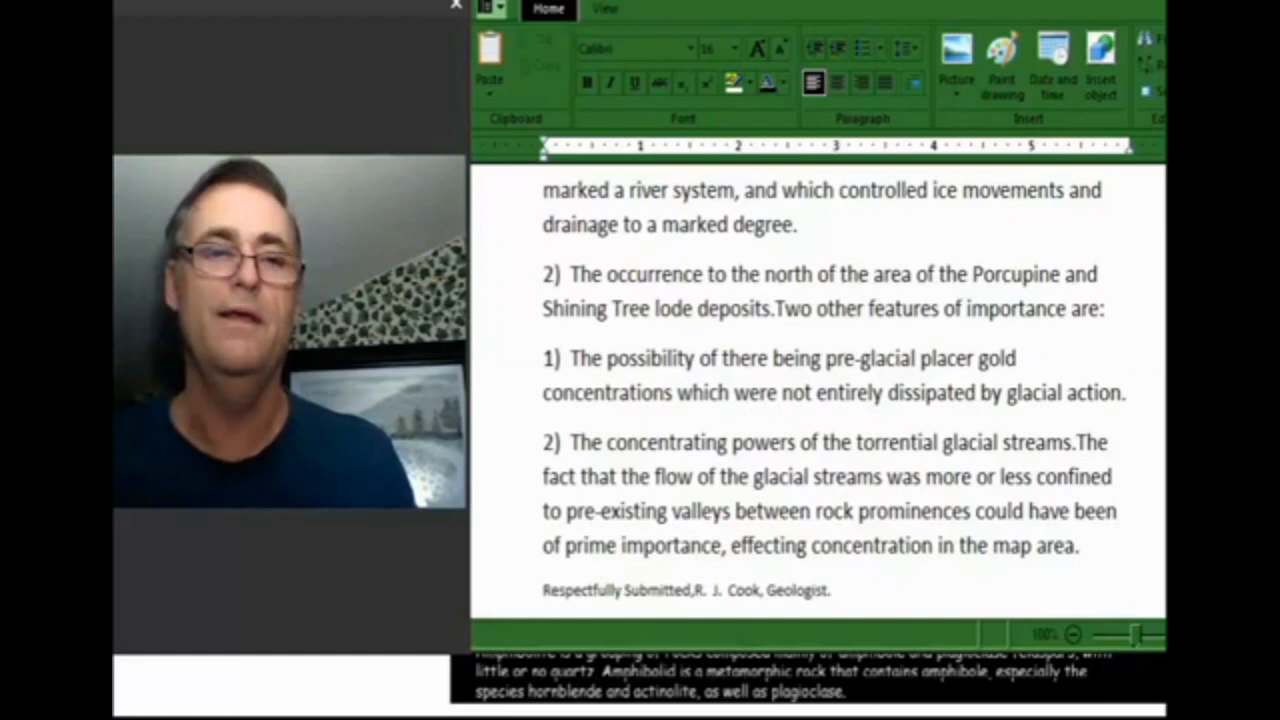 x
Home View
Calibri 16
Paste Picture Paint drawing Date and time Insert object
B I U
Clipboard Font Paragraph Insert
1 2 3 4 5
marked a river system, and which controlled ice movements and
drainage to a marked degree.
2) The occurrence to the north of the area of the Porcupine and
Shining Tree lode deposits.Two other features of importance are:
1) The possibility of there being pre-glacial placer gold
concentrations which were not entirely dissipated by glacial action.
2) The concentrating powers of the torrential glacial streams.The
fact that the flow of the glacial streams was more or less confined
to pre-existing valleys between rock prominences could have been
of prime importance, effecting concentration in the map area.
Respectfully Submitted,R. J. Cook, Geologist.
100%
little or no quartz. Amphibolid is a metamorphic rock that contains amphibole, especially the
species hornblende and actinolite, as well as plagioclase.